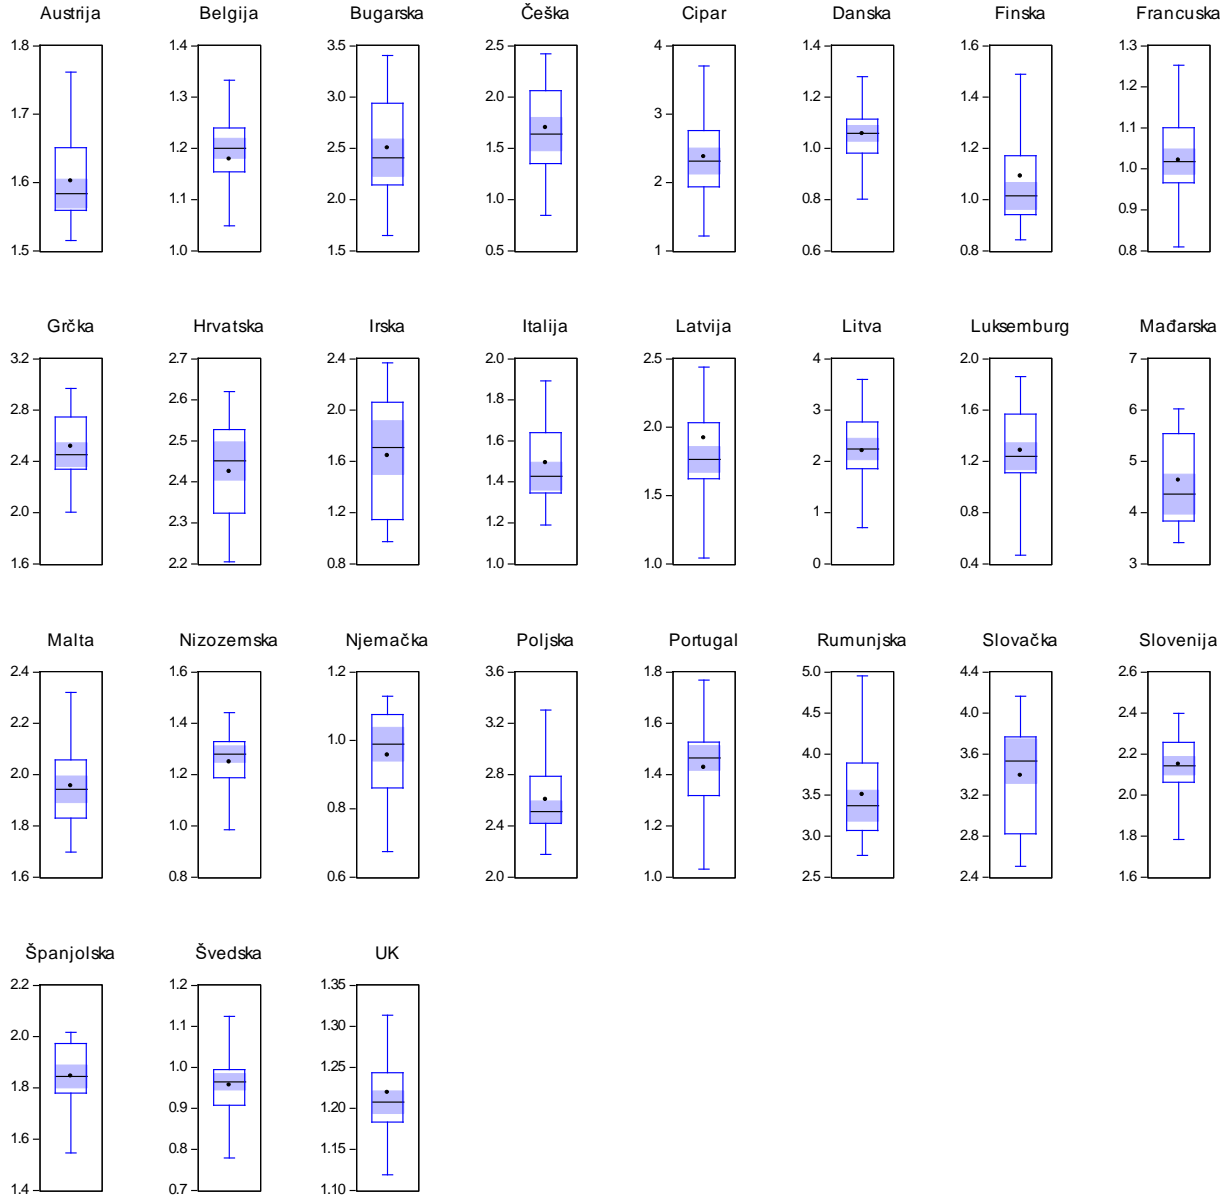 Austrija Belgija Bugarska Češka Cipar Danska Finska Francuska
1.8 1.4 3.5 2.5 4 1.4 1.6 1.3
1.7 1.3 3.0 2.0 3 1.2 1.4 1.2
1.6 1.2 2.5 1.5 2 1.0 1.2 1.1
1.5 1.1 2.0 1.0 1 0.8 1.0 1.0
1.0 1.5 0.5 0.6 0.8 0.9
0.8
Grčka Hrvatska Irska Italija Latvija Litva Luksemburg Mađarska
3.2 2.7 2.4 2.0 2.5 4 2.0 7
2.8 2.6 2.0 1.8 2.0 3 1.6 6
2.4 2.5 1.6 1.6 1.5 2 1.2 5
2.0 2.4 1.2 1.4 1.0 1 0.8 4
1.6 2.3 0.8 1.2 0 0.4 3
2.2 1.0
Malta Nizozemska Njemačka Poljska Portugal Rumunjska Slovačka Slovenija
2.4 1.6 1.2 3.6 1.8 5.0 4.4 2.6
2.2 1.4 1.0 3.2 1.6 4.5 4.0 2.4
2.0 1.2 0.8 2.8 1.4 4.0 3.6 2.2
1.8 1.0 0.6 2.4 1.2 3.5 3.2 2.0
1.6 0.8 2.0 1.0 3.0 2.8 1.8
2.5 2.4 1.6
Španjolska Švedska UK
2.2 1.2 1.35
2.0 1.1 1.30
1.8 1.0 1.25
1.6 0.9 1.20
1.4 0.8 1.15
0.7 1.10